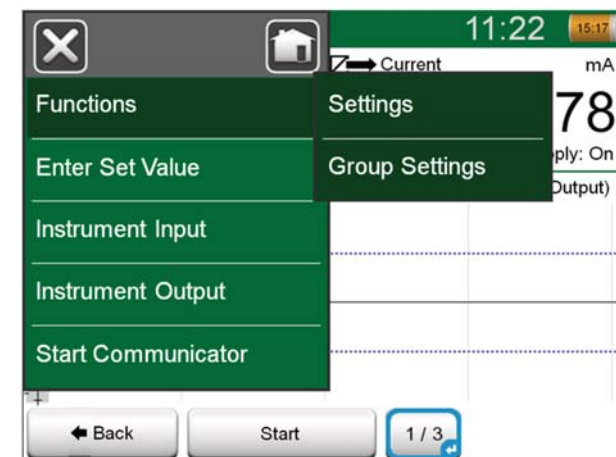 11:22
15:17
Current
mA
78
Functions
Settings
Enter Set Value
Group Settings
pply: On
Output)
Instrument Input
Instrument Output
Start Communicator
Back
Start
1 / 3